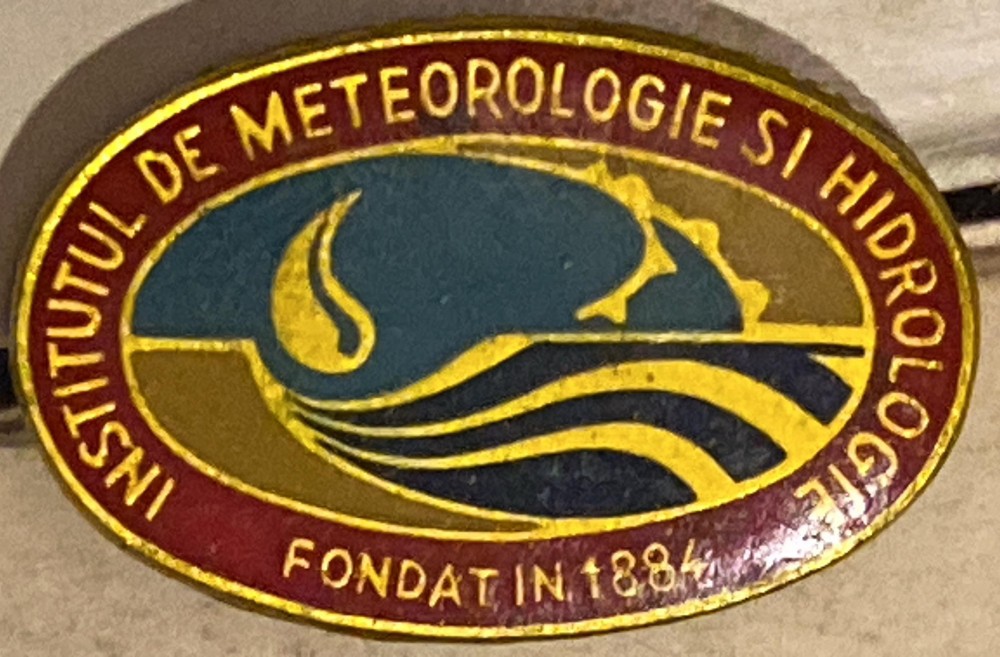 INSTITUTUL DE METEOROLOGIE SI HIDROLOGIE
FONDAT IN 1884